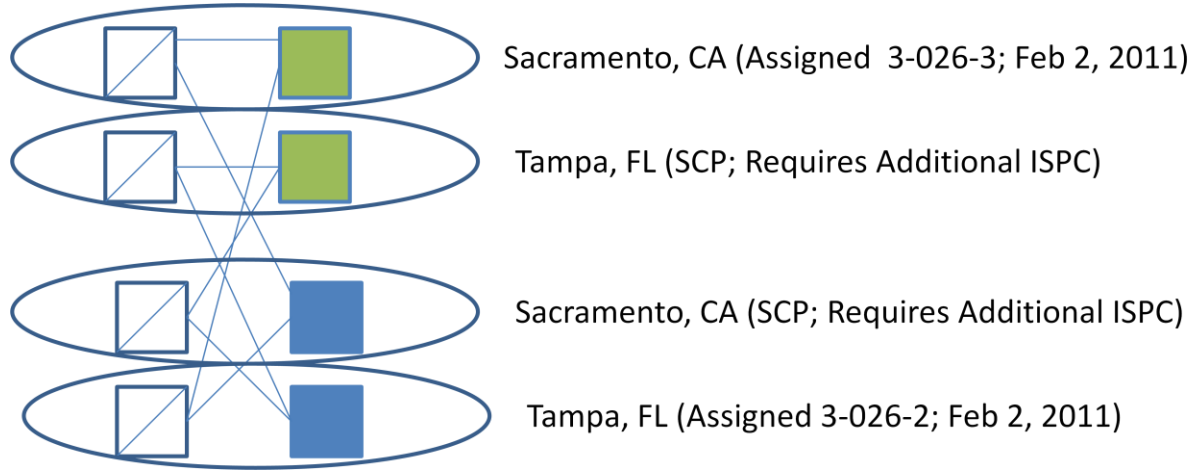 Sacramento, CA (Assigned  3-026-3; Feb 2, 2011)
Tampa, FL (SCP; Requires Additional ISPC)
Sacramento, CA (SCP; Requires Additional ISPC)
Tampa, FL (Assigned 3-026-2; Feb 2, 2011)